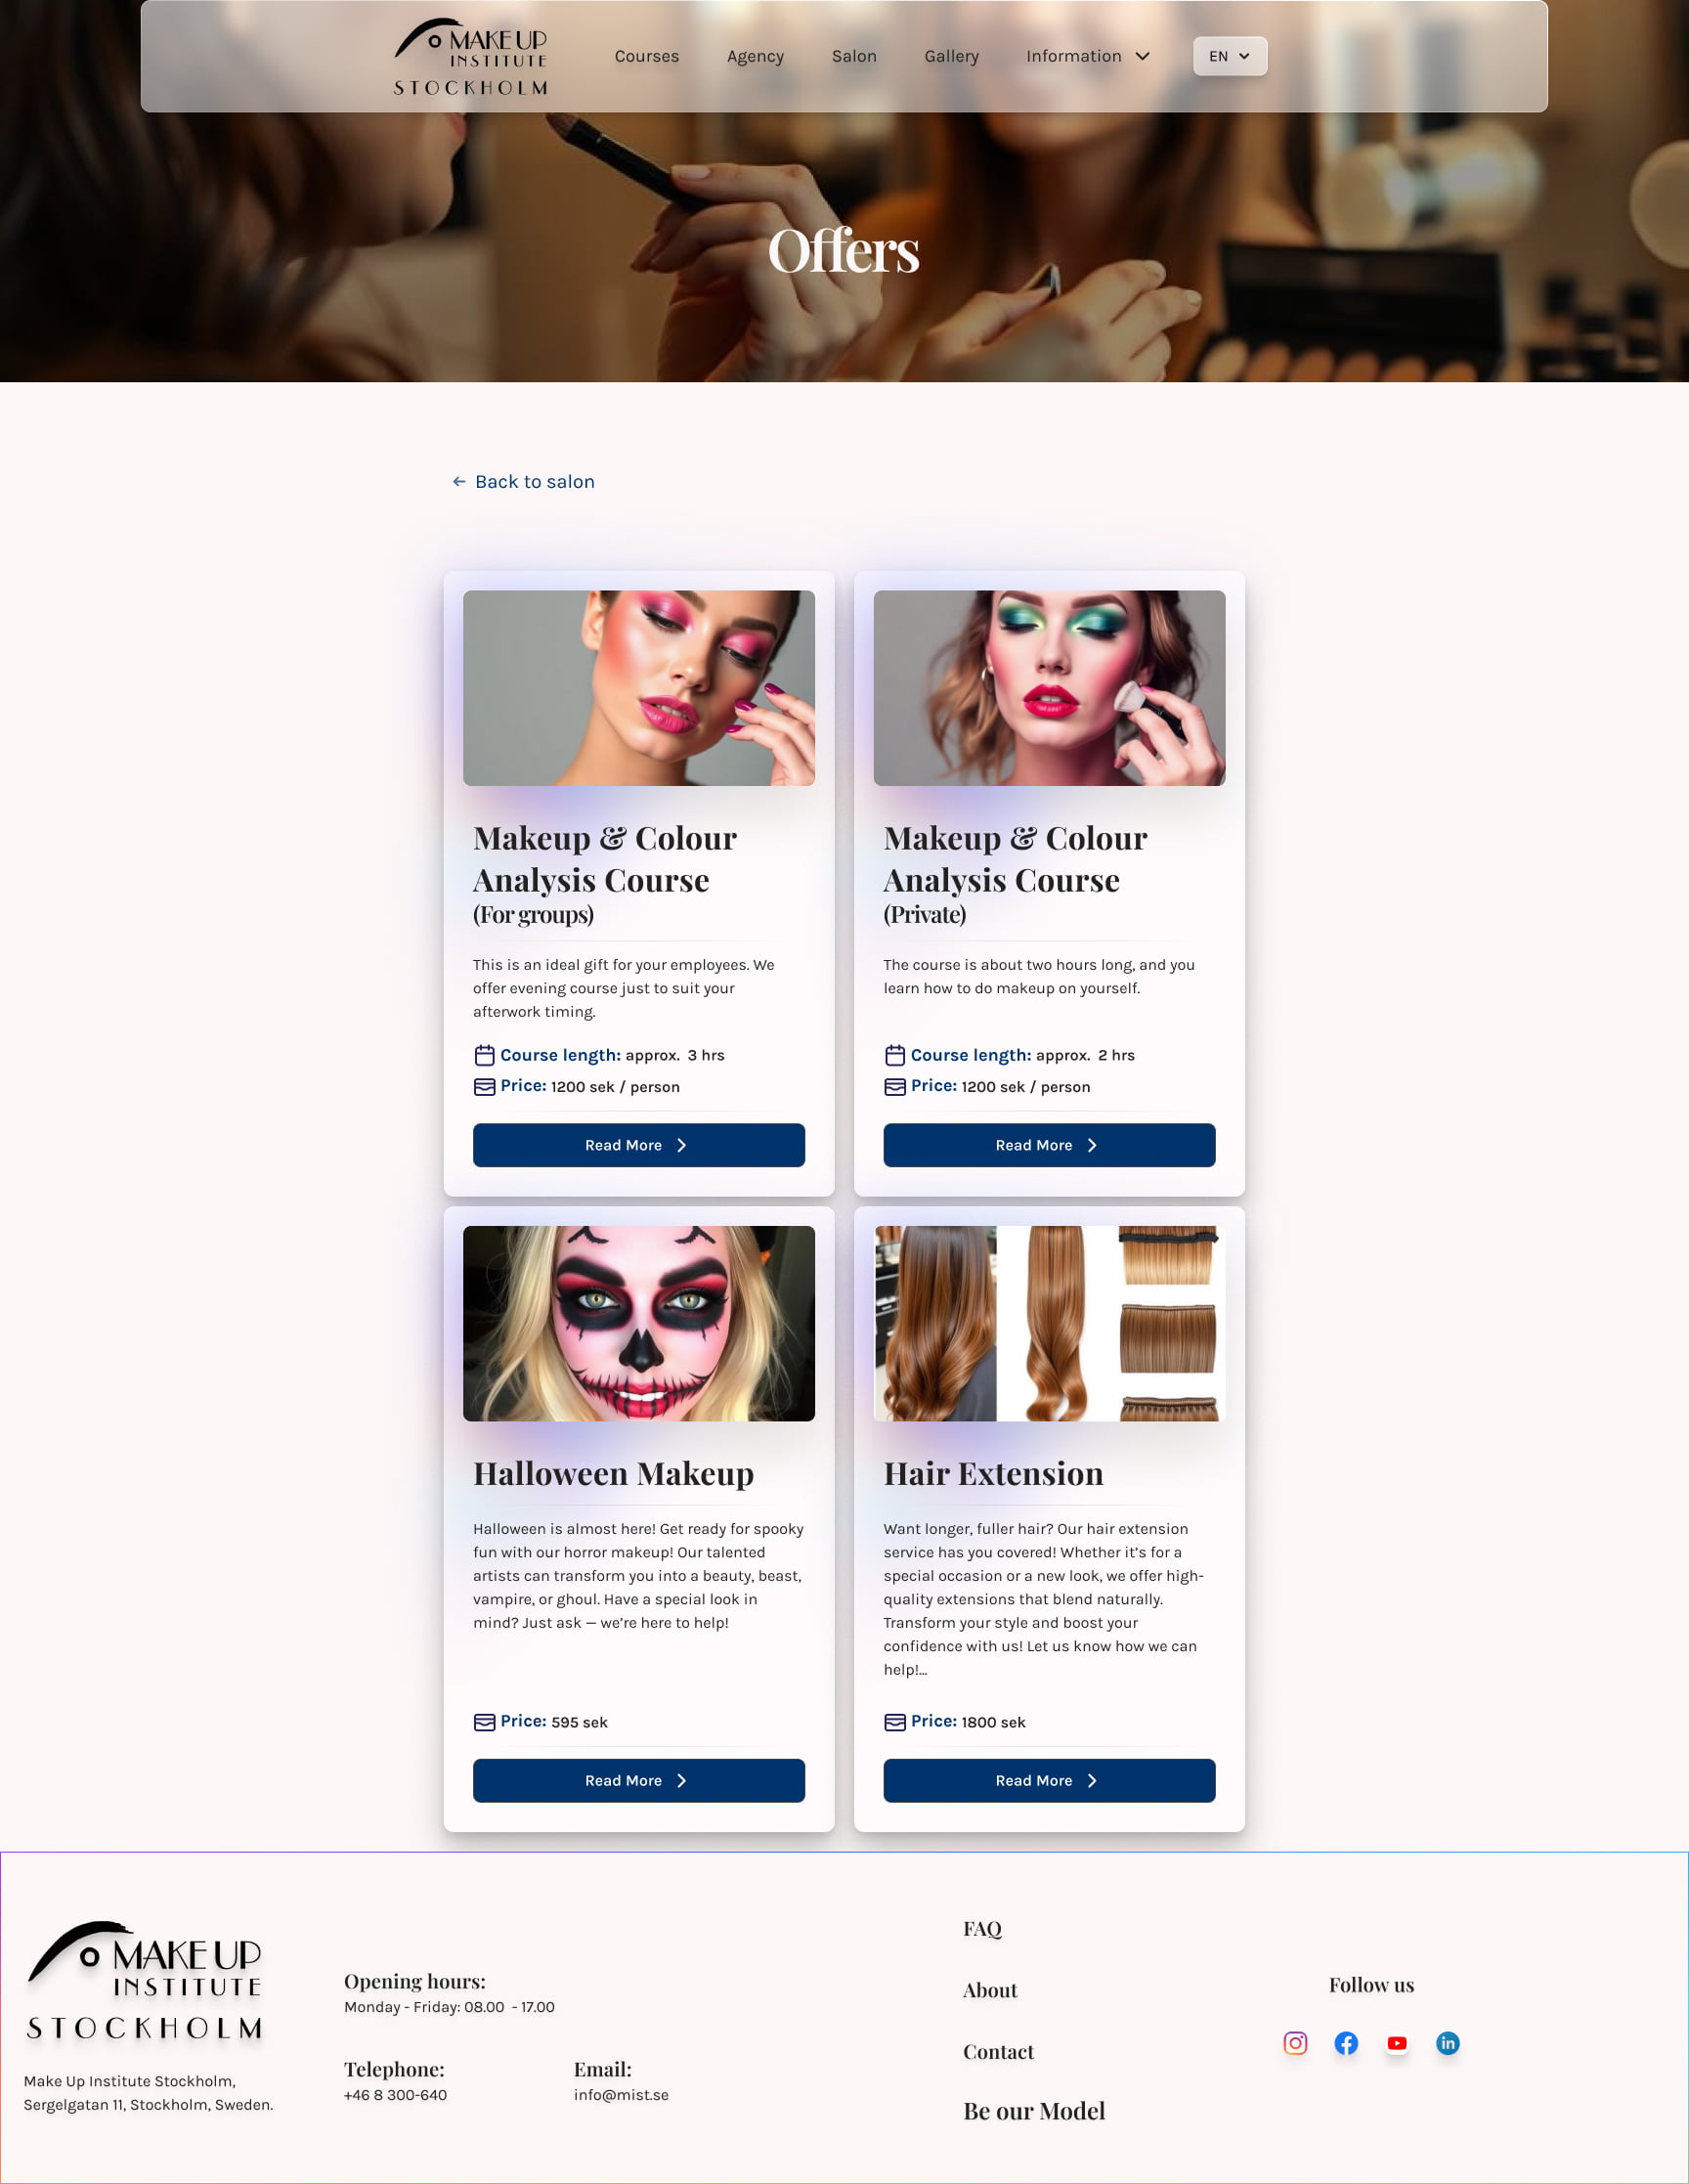 MAKE UP
INSTITUTE
STOCKHOLM
Courses
Agency
Salon
Gallery
Information
EN
Offers
Back to salon
Makeup & Colour
Analysis Course
(For groups)
This is an ideal gift for your employees. We
offer evening course just to suit your
afterwork timing.
Course length: approx. 3 hrs
Price: 1200 sek / person
Read More
Makeup & Colour
Analysis Course
(Private)
The course is about two hours long, and you
learn how to do makeup on yourself.
Course length: approx. 2 hrs
Price: 1200 sek / person
Read More
Halloween Makeup
Halloween is almost here! Get ready for spooky
fun with our horror makeup! Our talented
artists can transform you into a beauty, beast,
vampire, or ghoul. Have a special look in
mind? Just ask — we’re here to help!
Price: 595 sek
Read More
Hair Extension
Want longer, fuller hair? Our hair extension
service has you covered! Whether it’s for a
special occasion or a new look, we offer high-
quality extensions that blend naturally.
Transform your style and boost your
confidence with us! Let us know how we can
help!...
Price: 1800 sek
Read More
MAKE UP
INSTITUTE
STOCKHOLM
Make Up Institute Stockholm,
Sergelgatan 11, Stockholm, Sweden.
Opening hours:
Monday - Friday: 08.00 - 17.00
Telephone:
+46 8 300-640
Email:
info@mist.se
FAQ
About
Contact
Be our Model
Follow us